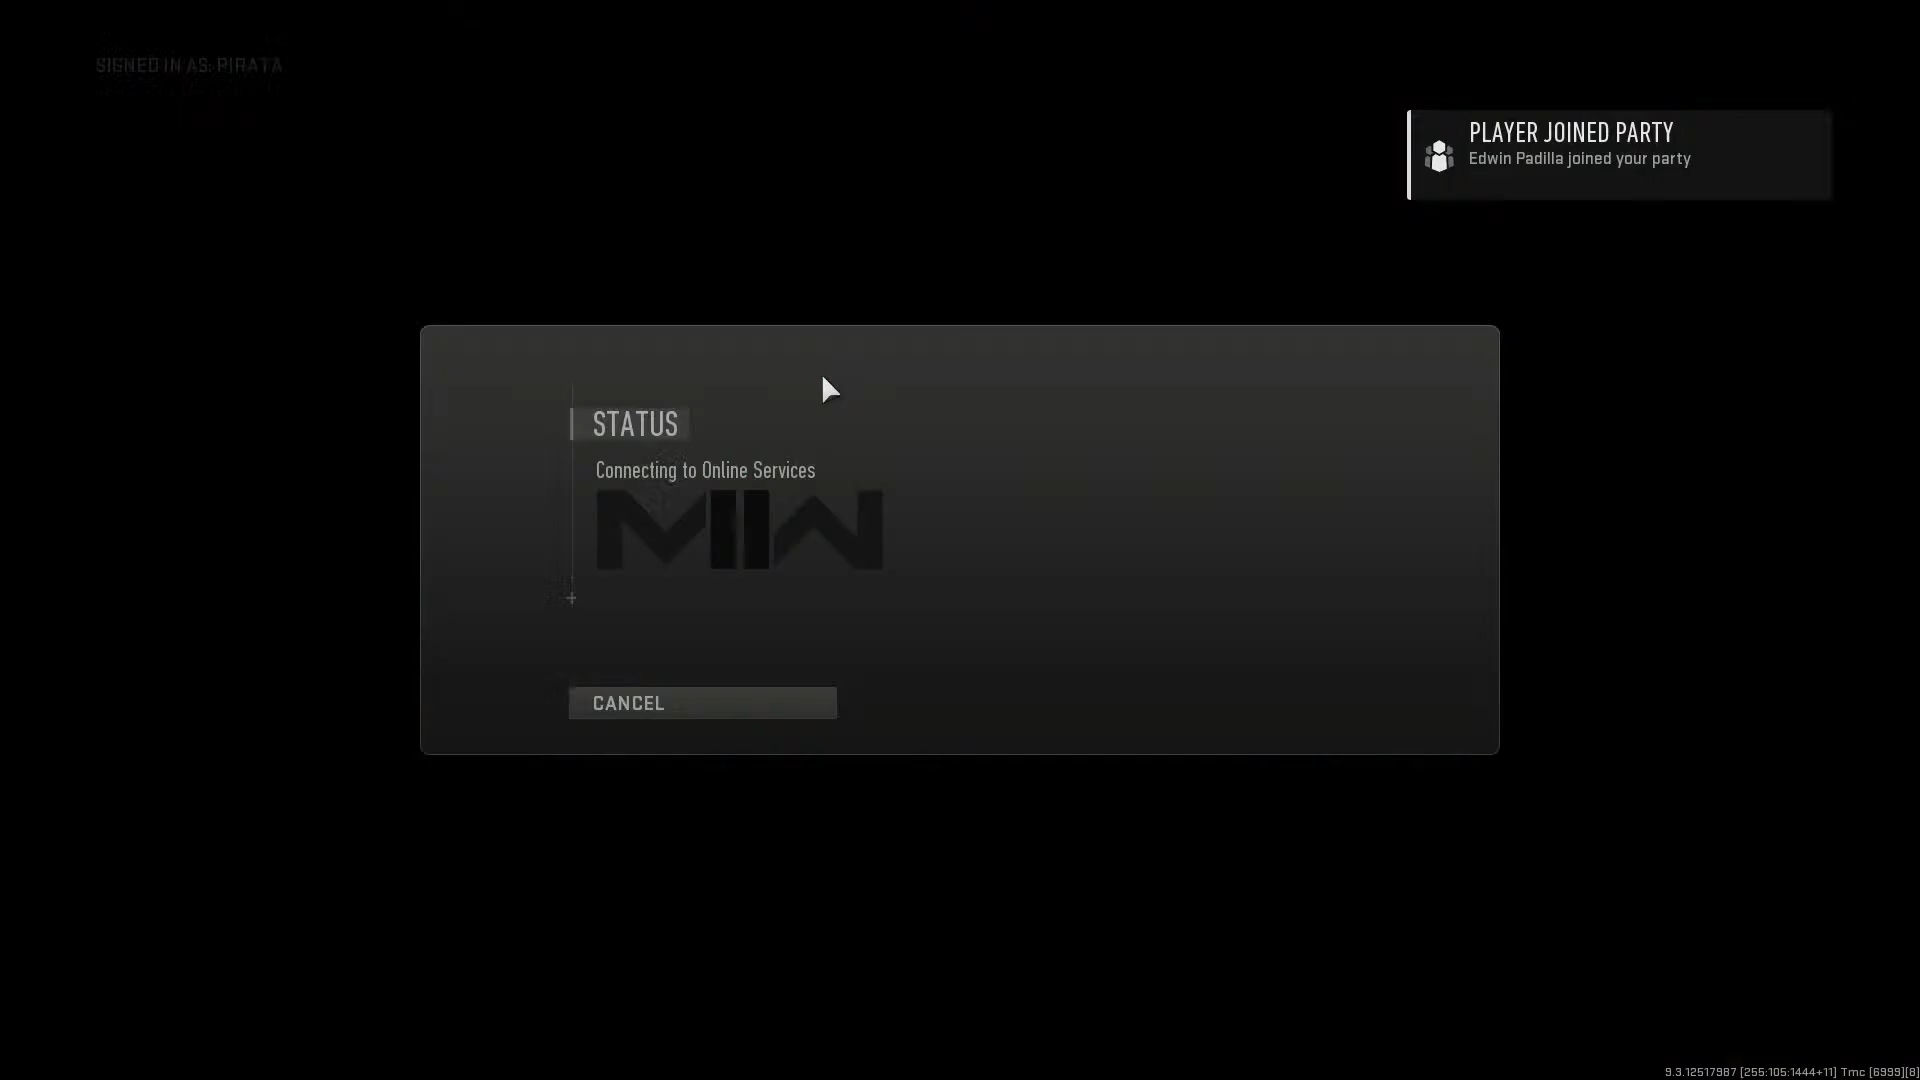 SIGNED IN AS: PIRATA
PLAYER JOINED PARTY
Edwin Padilla joined your party
STATUS
Connecting to Online Services
MIIW
CANCEL
9.3.12517987 [255:105:1444+11] Tmc [6999][8]